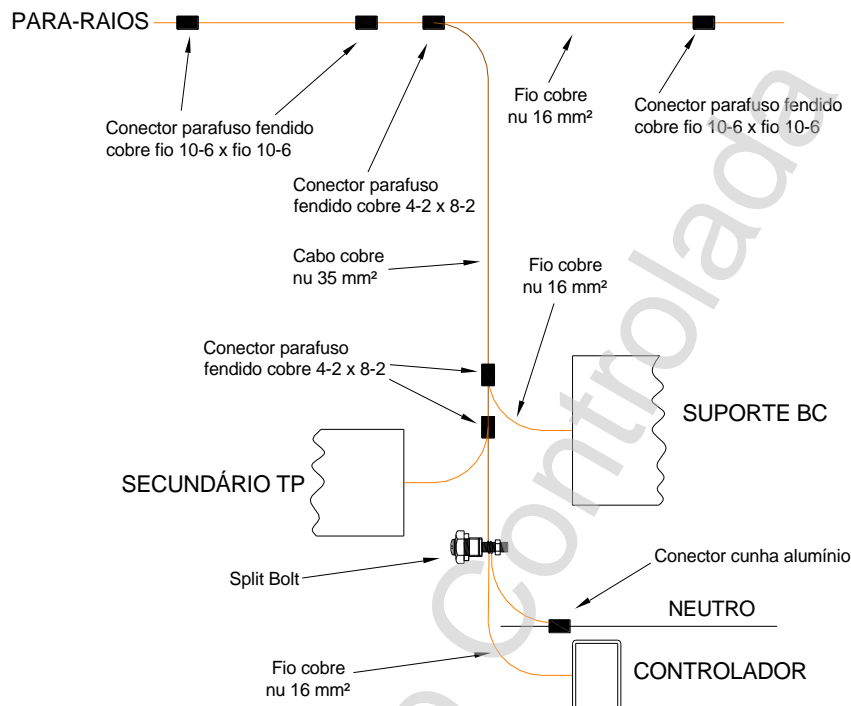 PARA-RAIOS
Conector parafuso fendido
cobre fio 10-6 x fio 10-6
Conector parafuso
fendido cobre 4-2 x 8-2
Fio cobre
nu 16 mm²
Conector parafuso fendido
cobre fio 10-6 x fio 10-6
Cabo cobre
nu 35 mm²
Fio cobre
nu 16 mm²
Conector parafuso
fendido cobre 4-2 x 8-2
SUPORTE BC
SECUNDÁRIO TP
Split Bolt
Conector cunha alumínio
NEUTRO
Fio cobre
nu 16 mm²
CONTROLADOR
Controlada